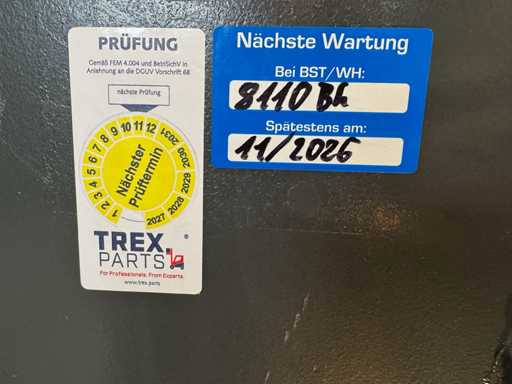 PRÜFUNG
Gemäß FEM 4.004 und BetrSichV in
Anlehnung an die DGUV Vorschrift 68
nächste Prüfung
1 2 3 4 5 6 7 8 9 10 11 12 2031 2030 2029 2028 2027
Nächster
Prüftermin
TREX
PARTS
For Professionals. From Experts.
www.trex.parts
Nächste Wartung
Bei BST/WH:
8110 Bh
Spätestens am:
11/2026